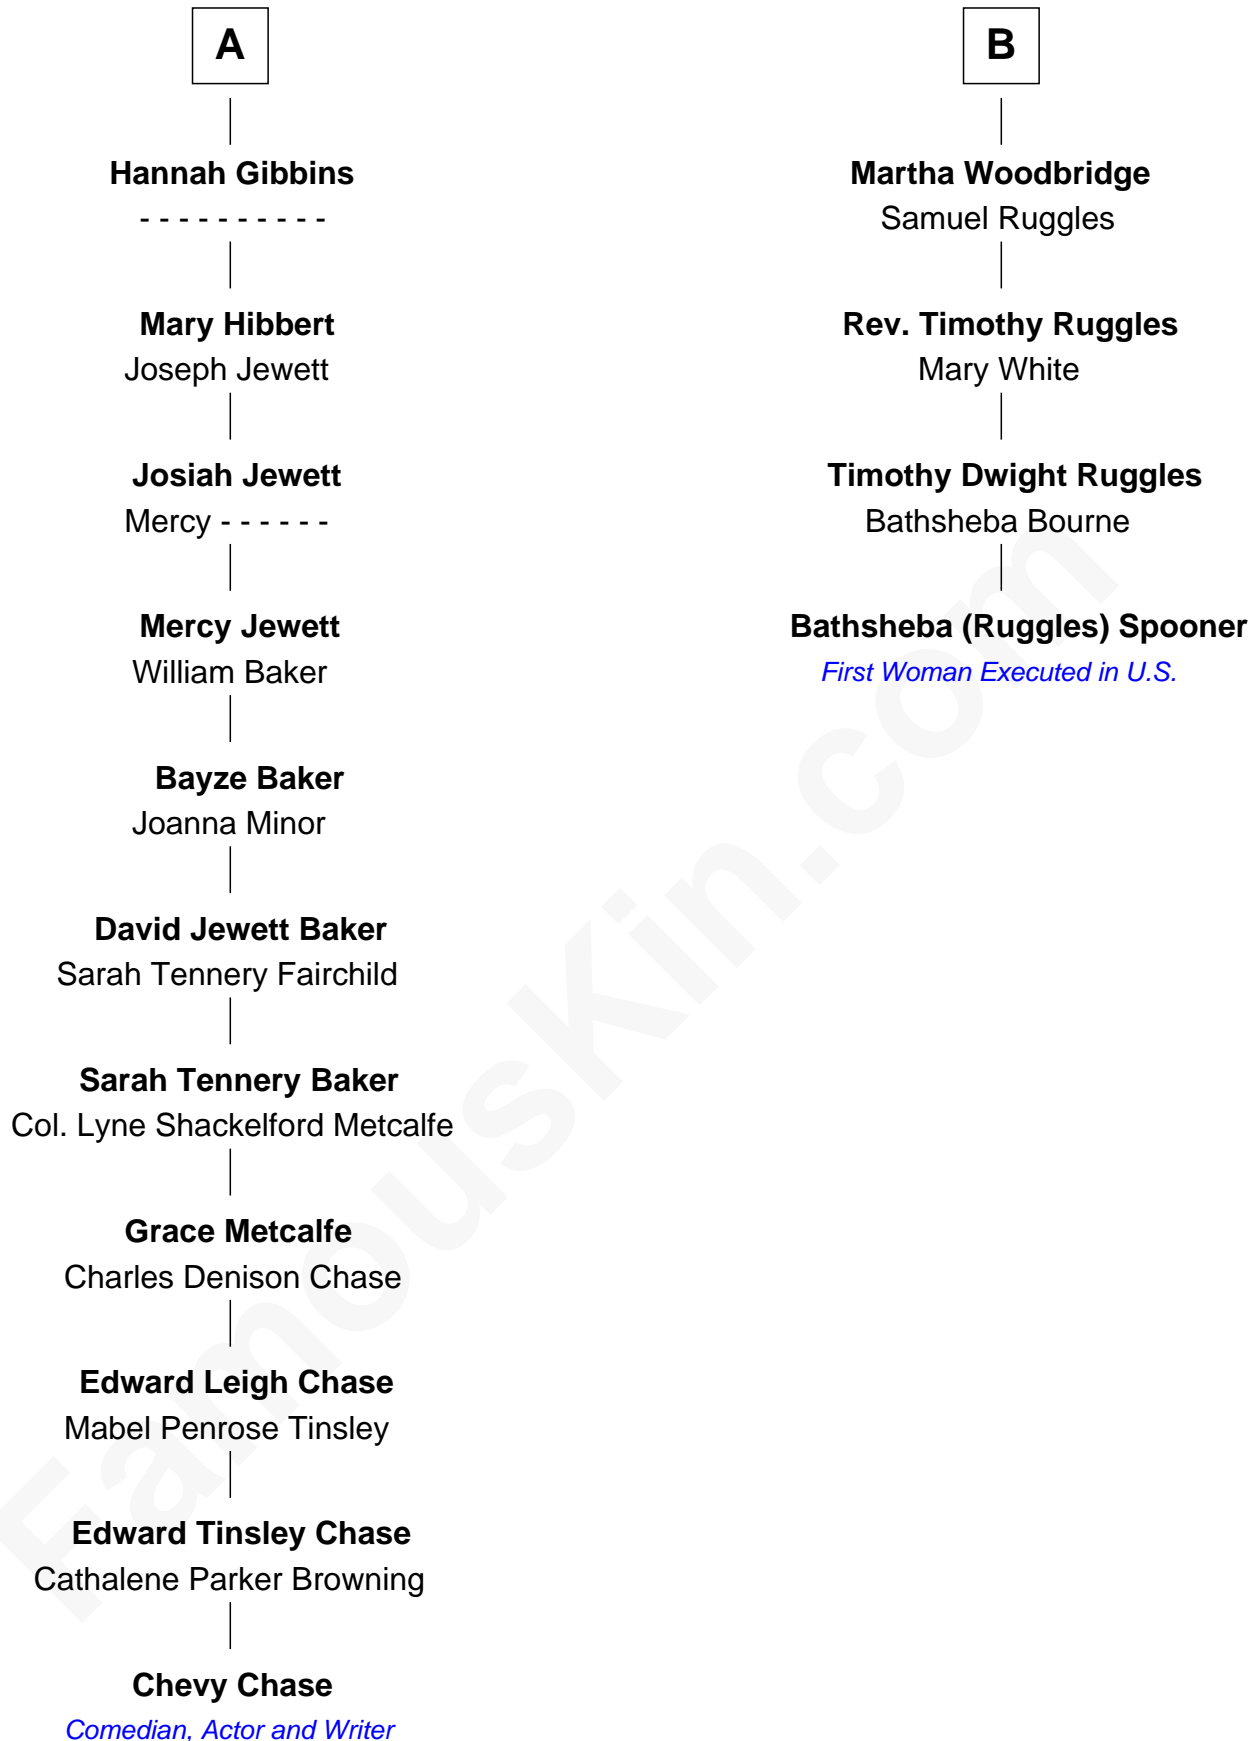 A
Hannah Gibbins
- - - - - - - - - -
Mary Hibbert
Joseph Jewett
Josiah Jewett
Mercy - - - - - -
Mercy Jewett
William Baker
Bayze Baker
Joanna Minor
David Jewett Baker
Sarah Tennery Fairchild
Sarah Tennery Baker
Col. Lyne Shackelford Metcalfe
Grace Metcalfe
Charles Denison Chase
Edward Leigh Chase
Mabel Penrose Tinsley
Edward Tinsley Chase
Cathalene Parker Browning
Chevy Chase
Comedian, Actor and Writer
B
Martha Woodbridge
Samuel Ruggles
Rev. Timothy Ruggles
Mary White
Timothy Dwight Ruggles
Bathsheba Bourne
Bathsheba (Ruggles) Spooner
First Woman Executed in U.S.
FamousKin.com